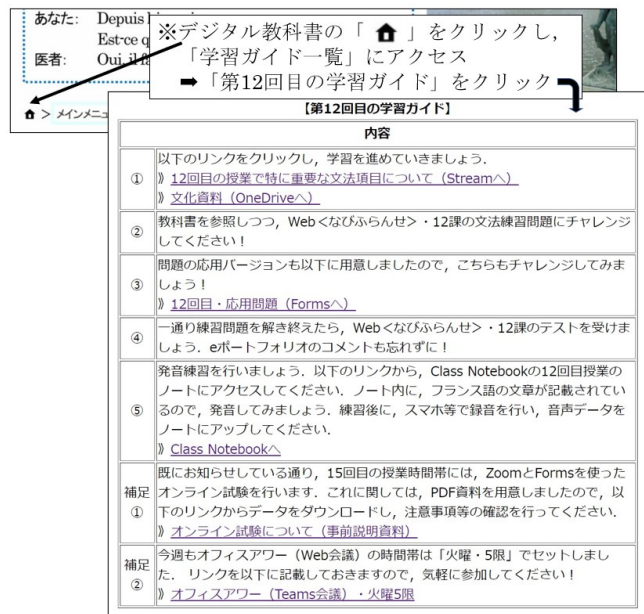 あなた: Depuis
Est-ce q
医者: Oui, il f
※デジタル教科書の「🏠」をクリックし,
「学習ガイド一覧」にアクセス
➡「第12回目の学習ガイド」をクリック
> メインメニュ
【第12回目の学習ガイド】
内容
① 以下のリンクをクリックし,学習を進めていきましょう.
》12回目の授業で特に重要な文法項目について(Streamへ)
》文化資料(OneDriveへ)
② 教科書を参照しつつ,Web<なびふらんせ>・12課の文法練習問題にチャレンジ
してください!
③ 問題の応用バージョンも以下に用意しましたので,こちらもチャレンジしてみま
しょう!
》12回目・応用問題(Formsへ)
④ 一通り練習問題を解き終えたら,Web<なびふらんせ>・12課のテストを受けま
しょう.eポートフォリオのコメントも忘れずに!
⑤ 発音練習を行いましょう.以下のリンクから,Class Notebookの12回目授業の
ノートにアクセスしてください.ノート内に,フランス語の文章が記載されてい
るので,発音してみましょう.練習後に,スマホ等で録音を行い,音声データを
ノートにアップしてください.
》Class Notebookへ
補足① 既にお知らせしている通り,15回目の授業時間帯には,ZoomとFormsを使った
オンライン試験を行います.これに関しては,PDF資料を用意しましたので,以
下のリンクからデータをダウンロードし,注意事項等の確認を行ってください.
》オンライン試験について(事前説明資料)
補足② 今週もオフィスアワー(Web会議)の時間帯は「火曜・5限」でセットしまし
た. リンクを以下に記載しておきますので,気軽に参加してください!
》オフィスアワー(Teams会議)・火曜5限